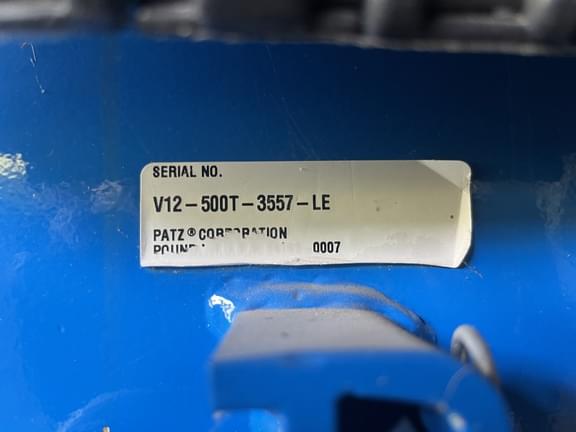 SERIAL NO.
V12-500T-3557-LE
PATZ® CORPORATION
0007